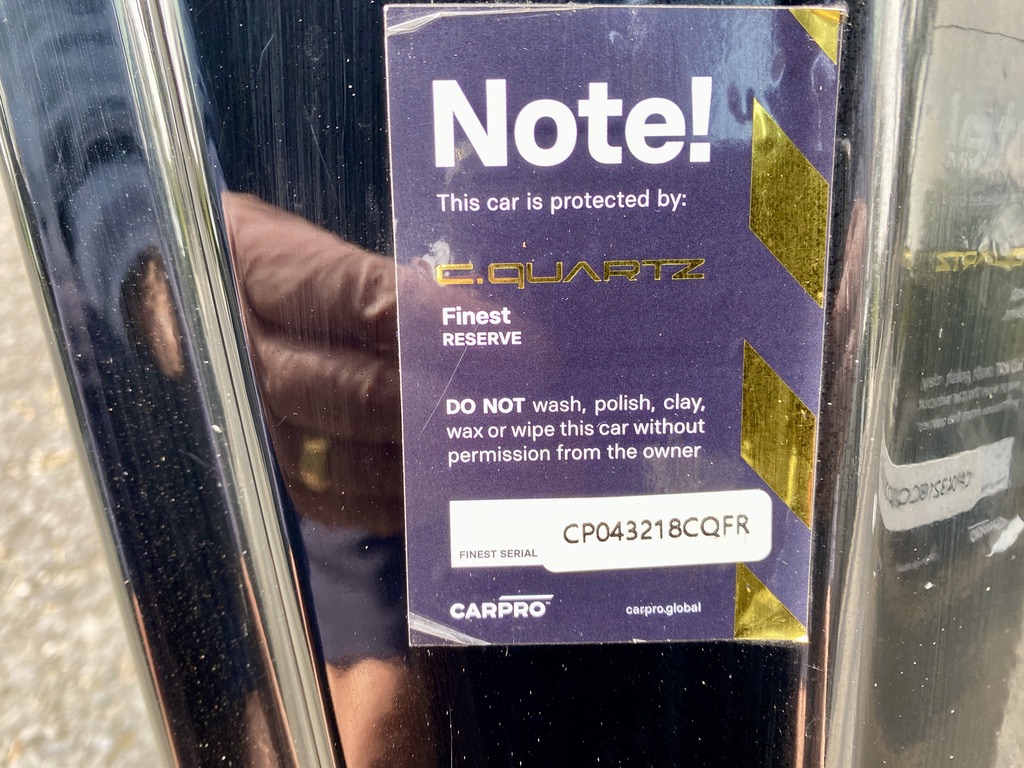 Note!
This car is protected by:
C.QUARTZ
Finest
RESERVE
DO NOT wash, polish, clay,
wax or wipe this car without
permission from the owner
CP043218CQFR
FINEST SERIAL
CARPRO™
carpro.global